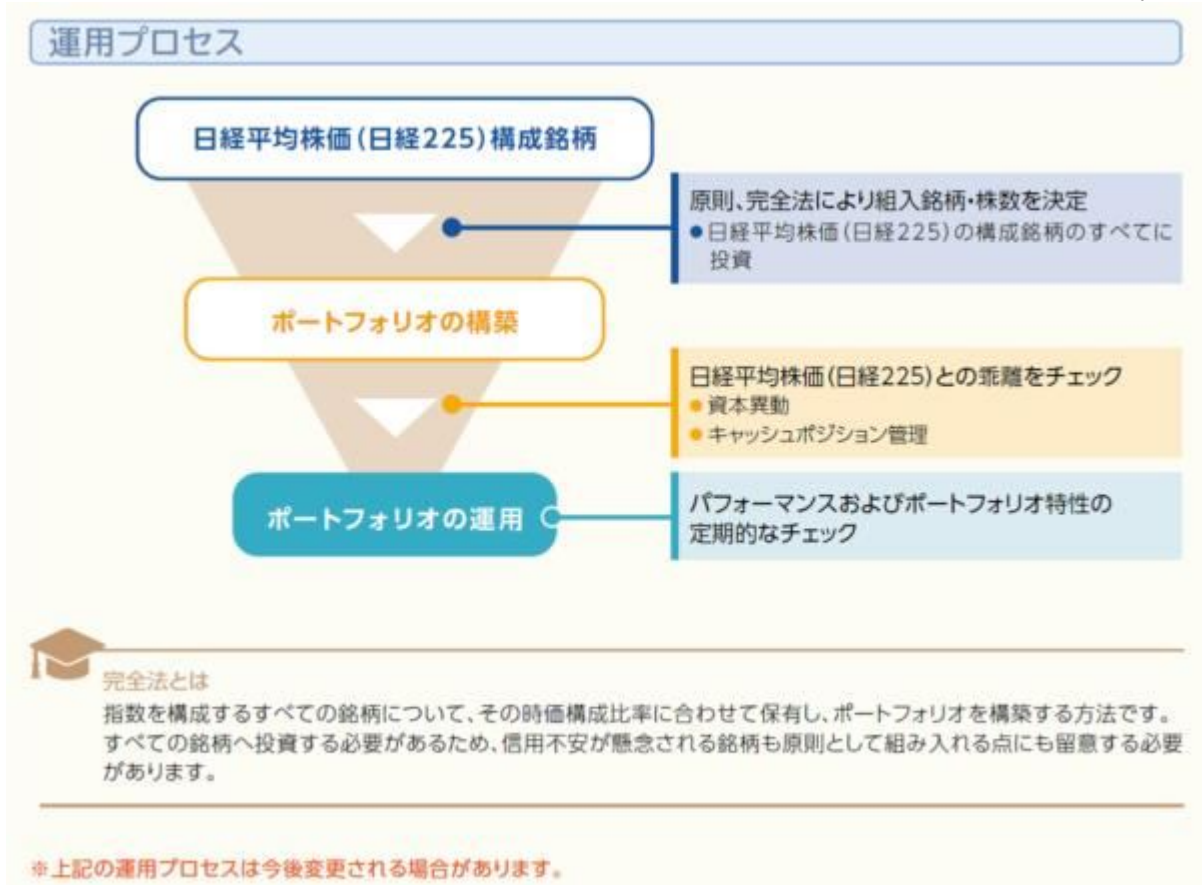 運用プロセス
日経平均株価(日経225)構成銘柄
原則、完全法により組入銘柄・株数を決定
●日経平均株価(日経225)の構成銘柄のすべてに
投資
ポートフォリオの構築
日経平均株価(日経225)との乖離をチェック
●資本異動
●キャッシュポジション管理
ポートフォリオの運用
パフォーマンスおよびポートフォリオ特性の
定期的なチェック
完全法とは
指数を構成するすべての銘柄について、その時価構成比率に合わせて保有し、ポートフォリオを構築する方法です。
すべての銘柄へ投資する必要があるため、信用不安が懸念される銘柄も原則として組み入れる点にも留意する必要
があります。
※上記の運用プロセスは今後変更される場合があります。